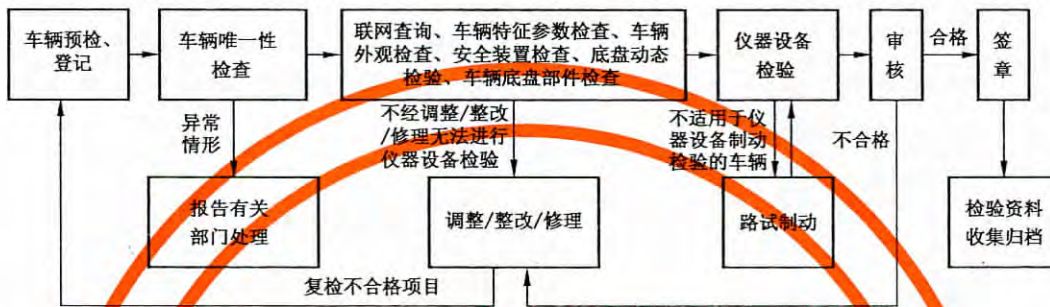 车辆预检、
登记
车辆唯一性
检查
联网查询、车辆特征参数检查、车辆
外观检查、安全装置检查、底盘动态
检验、车辆底盘部件检查
仪器设备
检验
审
核
合格
签
章
异常
情形
不经调整/整改
/修理无法进行
仪器设备检验
不适用于仪
器设备制动
检验的车辆
不合格
报告有关
部门处理
调整/整改/修理
路试制动
检验资料
收集归档
复检不合格项目